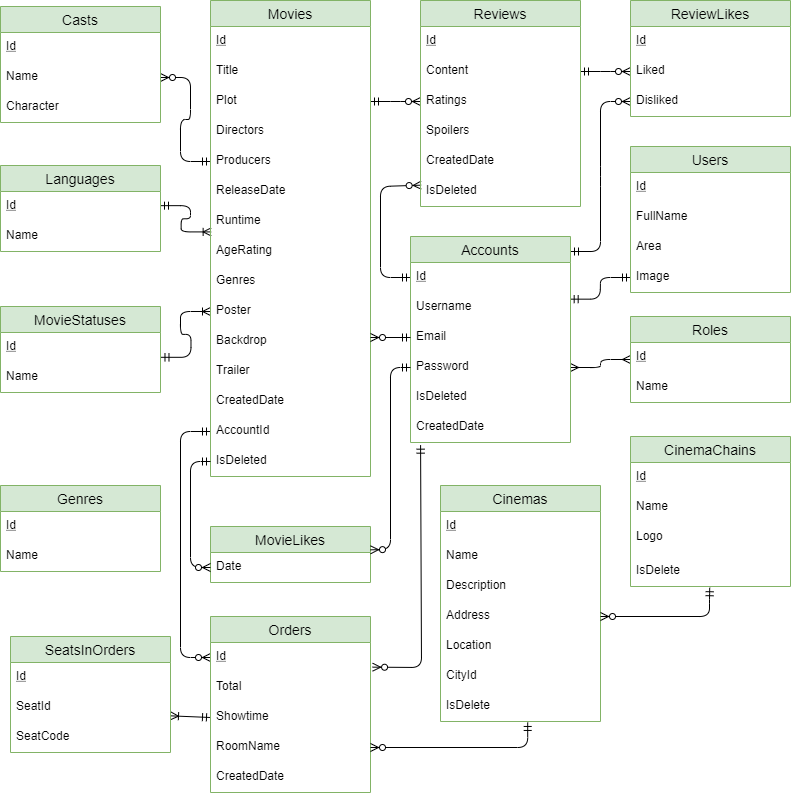 Casts
Id
Name
Character
Languages
Id
Name
MovieStatuses
Id
Name
Genres
Id
Name
SeatsInOrders
Id
SeatId
SeatCode
Movies
Id
Title
Plot
Directors
Producers
ReleaseDate
Runtime
AgeRating
Genres
Poster
Backdrop
Trailer
CreatedDate
AccountId
IsDeleted
MovieLikes
Date
Orders
Id
Total
Showtime
RoomName
CreatedDate
Reviews
Id
Content
Ratings
Spoilers
CreatedDate
IsDeleted
Accounts
Id
Username
Email
Password
IsDeleted
CreatedDate
Cinemas
Id
Name
Description
Address
Location
CityId
IsDelete
ReviewLikes
Id
Liked
Disliked
Users
Id
FullName
Area
Image
Roles
Id
Name
CinemaChains
Id
Name
Logo
IsDelete